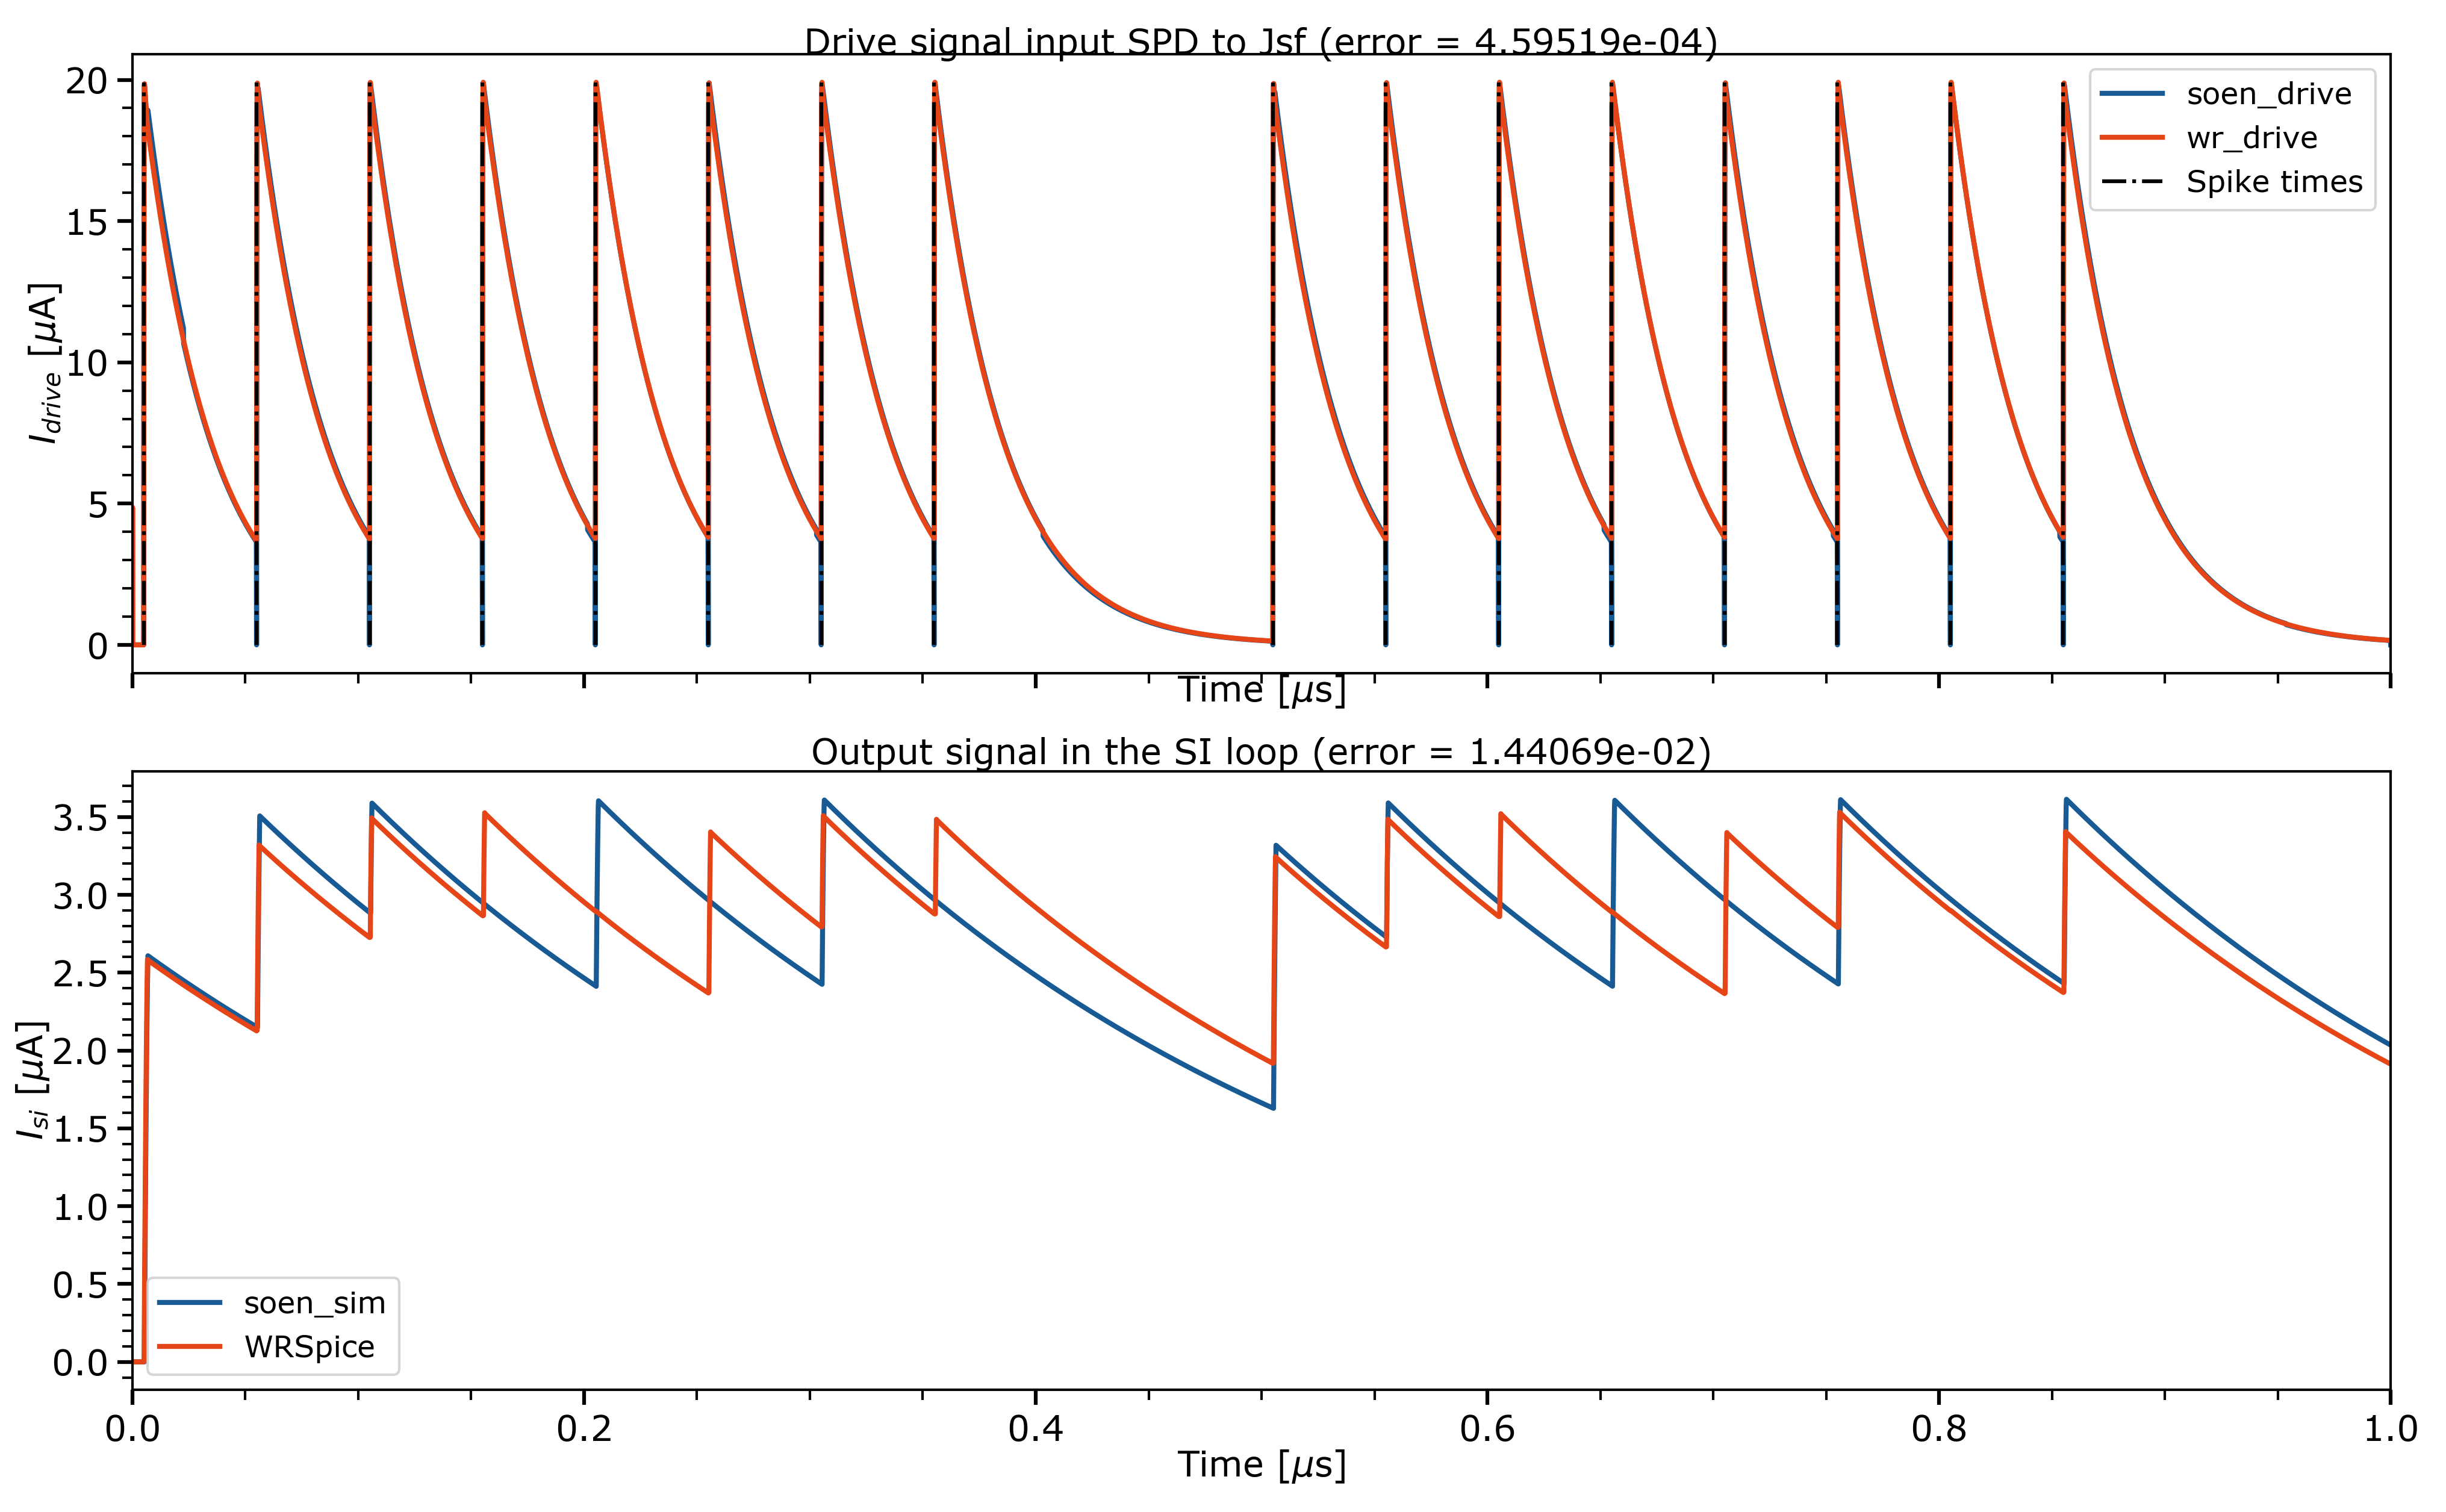 Drive signal input SPD to Jsf (error = 4.59519e-04)
20
15
10
5
0
I_drive [μA]
soen_drive
wr_drive
Spike times
Time [μs]
Output signal in the SI loop (error = 1.44069e-02)
3.5
3.0
2.5
2.0
1.5
1.0
0.5
0.0
I_si [μA]
soen_sim
WRSpice
0.0 0.2 0.4 0.6 0.8 1.0
Time [μs]